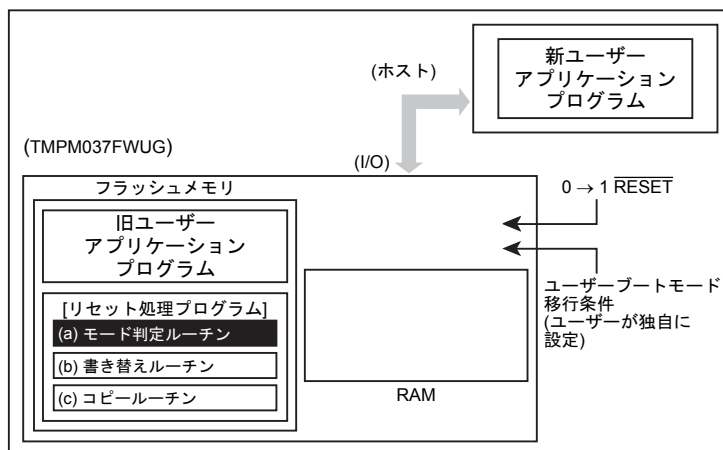 新ユーザー
アプリケーション
プログラム
(ホスト)
(TMPM037FWUG)
(I/O)
フラッシュメモリ
旧ユーザー
アプリケーション
プログラム
[リセット処理プログラム]
(a) モード判定ルーチン
(b) 書き替えルーチン
(c) コピールーチン
RAM
0 → 1 RESET
ユーザーブートモード
移行条件
(ユーザーが独自に
設定)